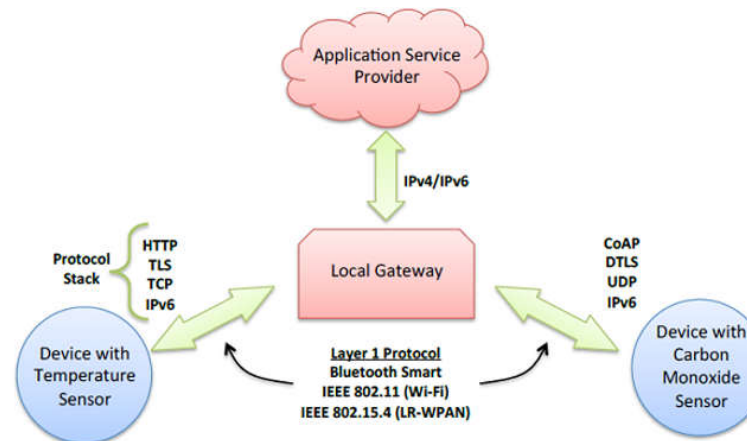 Application Service
Provider
IPv4/IPv6
Local Gateway
Protocol
Stack
HTTP
TLS
TCP
IPv6
CoAP
DTLS
UDP
IPv6
Device with
Temperature
Sensor
Layer 1 Protocol
Bluetooth Smart
IEEE 802.11 (Wi-Fi)
IEEE 802.15.4 (LR-WPAN)
Device with
Carbon
Monoxide
Sensor